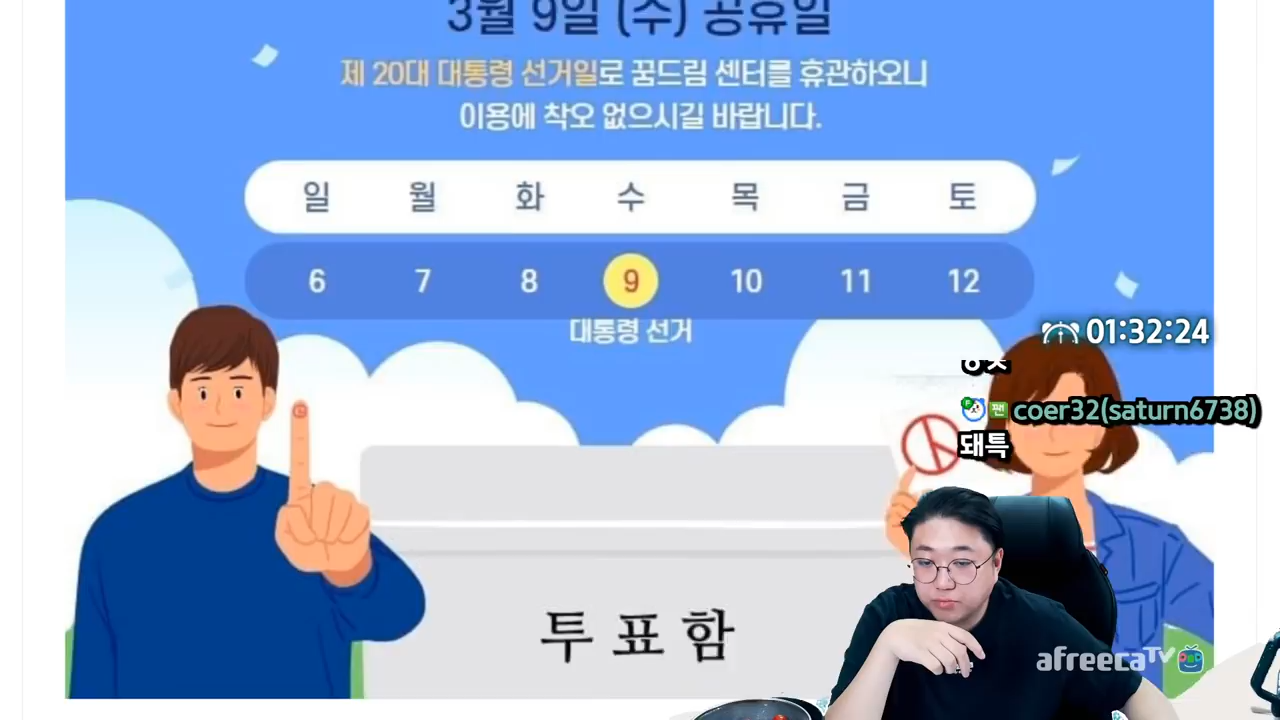 3월 9일 (수) 공휴일
제 20대 대통령 선거일로 꿈드림 센터를 휴관하오니
이용에 착오 없으시길 바랍니다.
일 월 화 수 목 금 토
6 7 8 9 10 11 12
대통령 선거
01:32:24
coer32(saturn6738)
돼특
투표함
afreecaTV